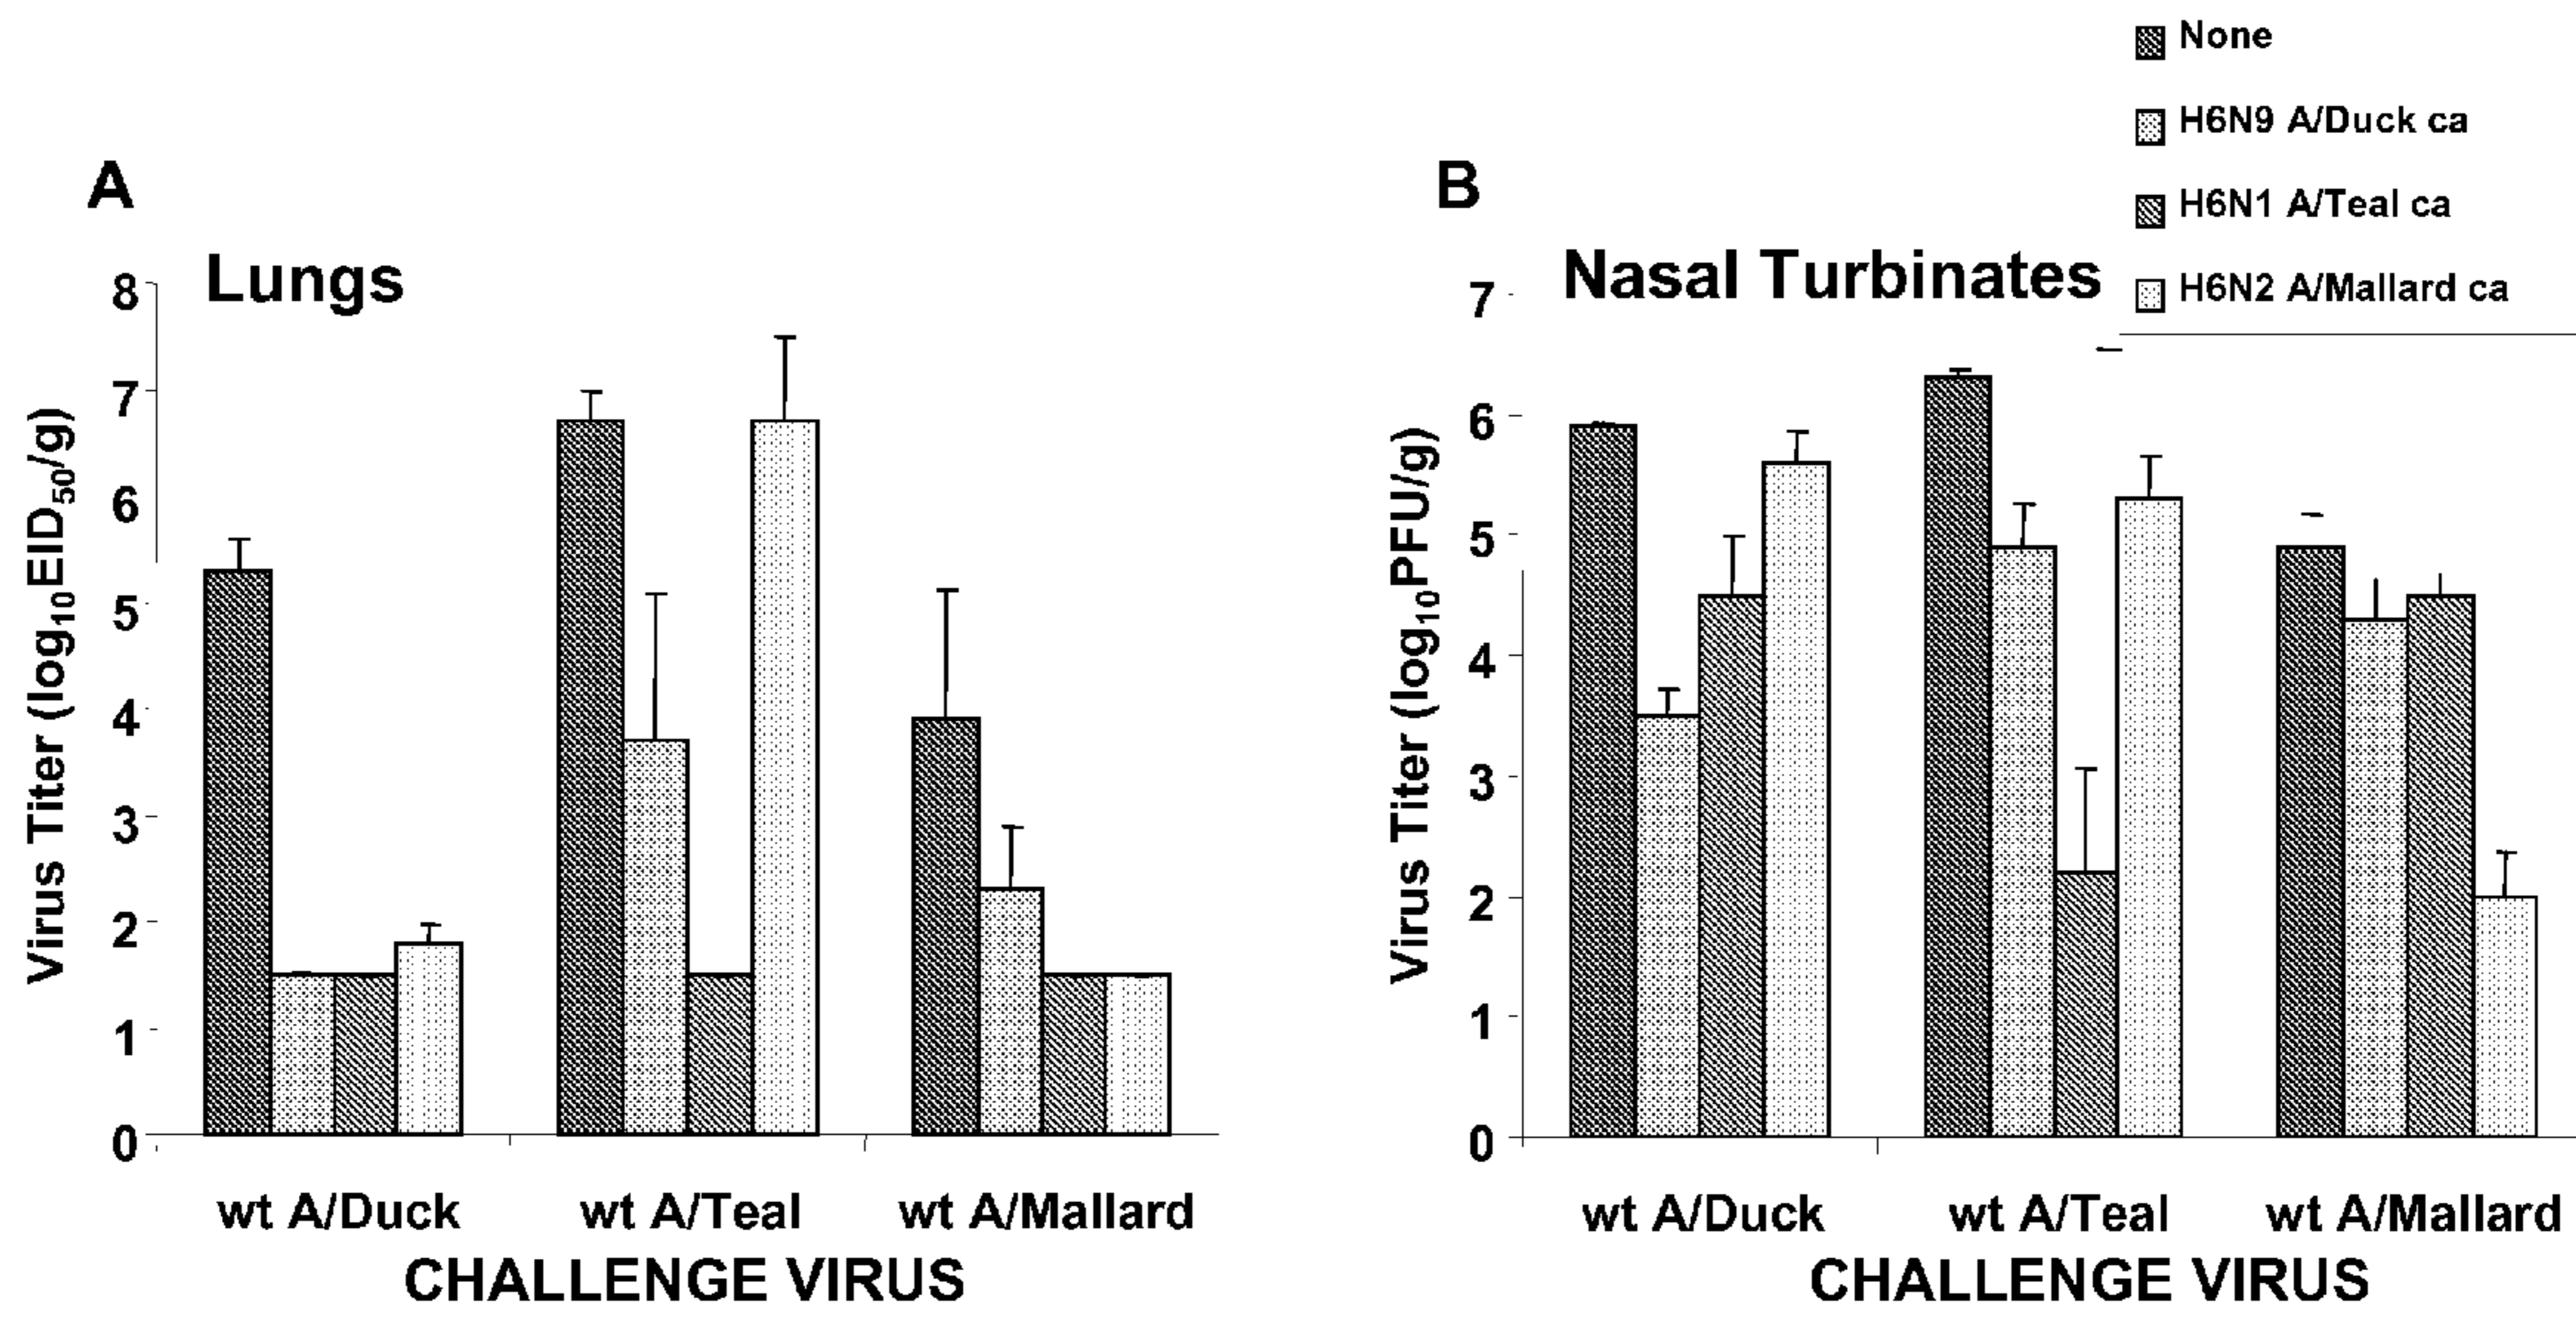 None
H6N9 A/Duck ca
H6N1 A/Teal ca
H6N2 A/Mallard ca
A
Lungs
8
7
6
5
4
3
2
1
0
Virus Titer (log10EID50/g)
wt A/Duck wt A/Teal wt A/Mallard
CHALLENGE VIRUS
B
Nasal Turbinates
7
6
5
4
3
2
1
0
Virus Titer (log10PFU/g)
wt A/Duck wt A/Teal wt A/Mallard
CHALLENGE VIRUS